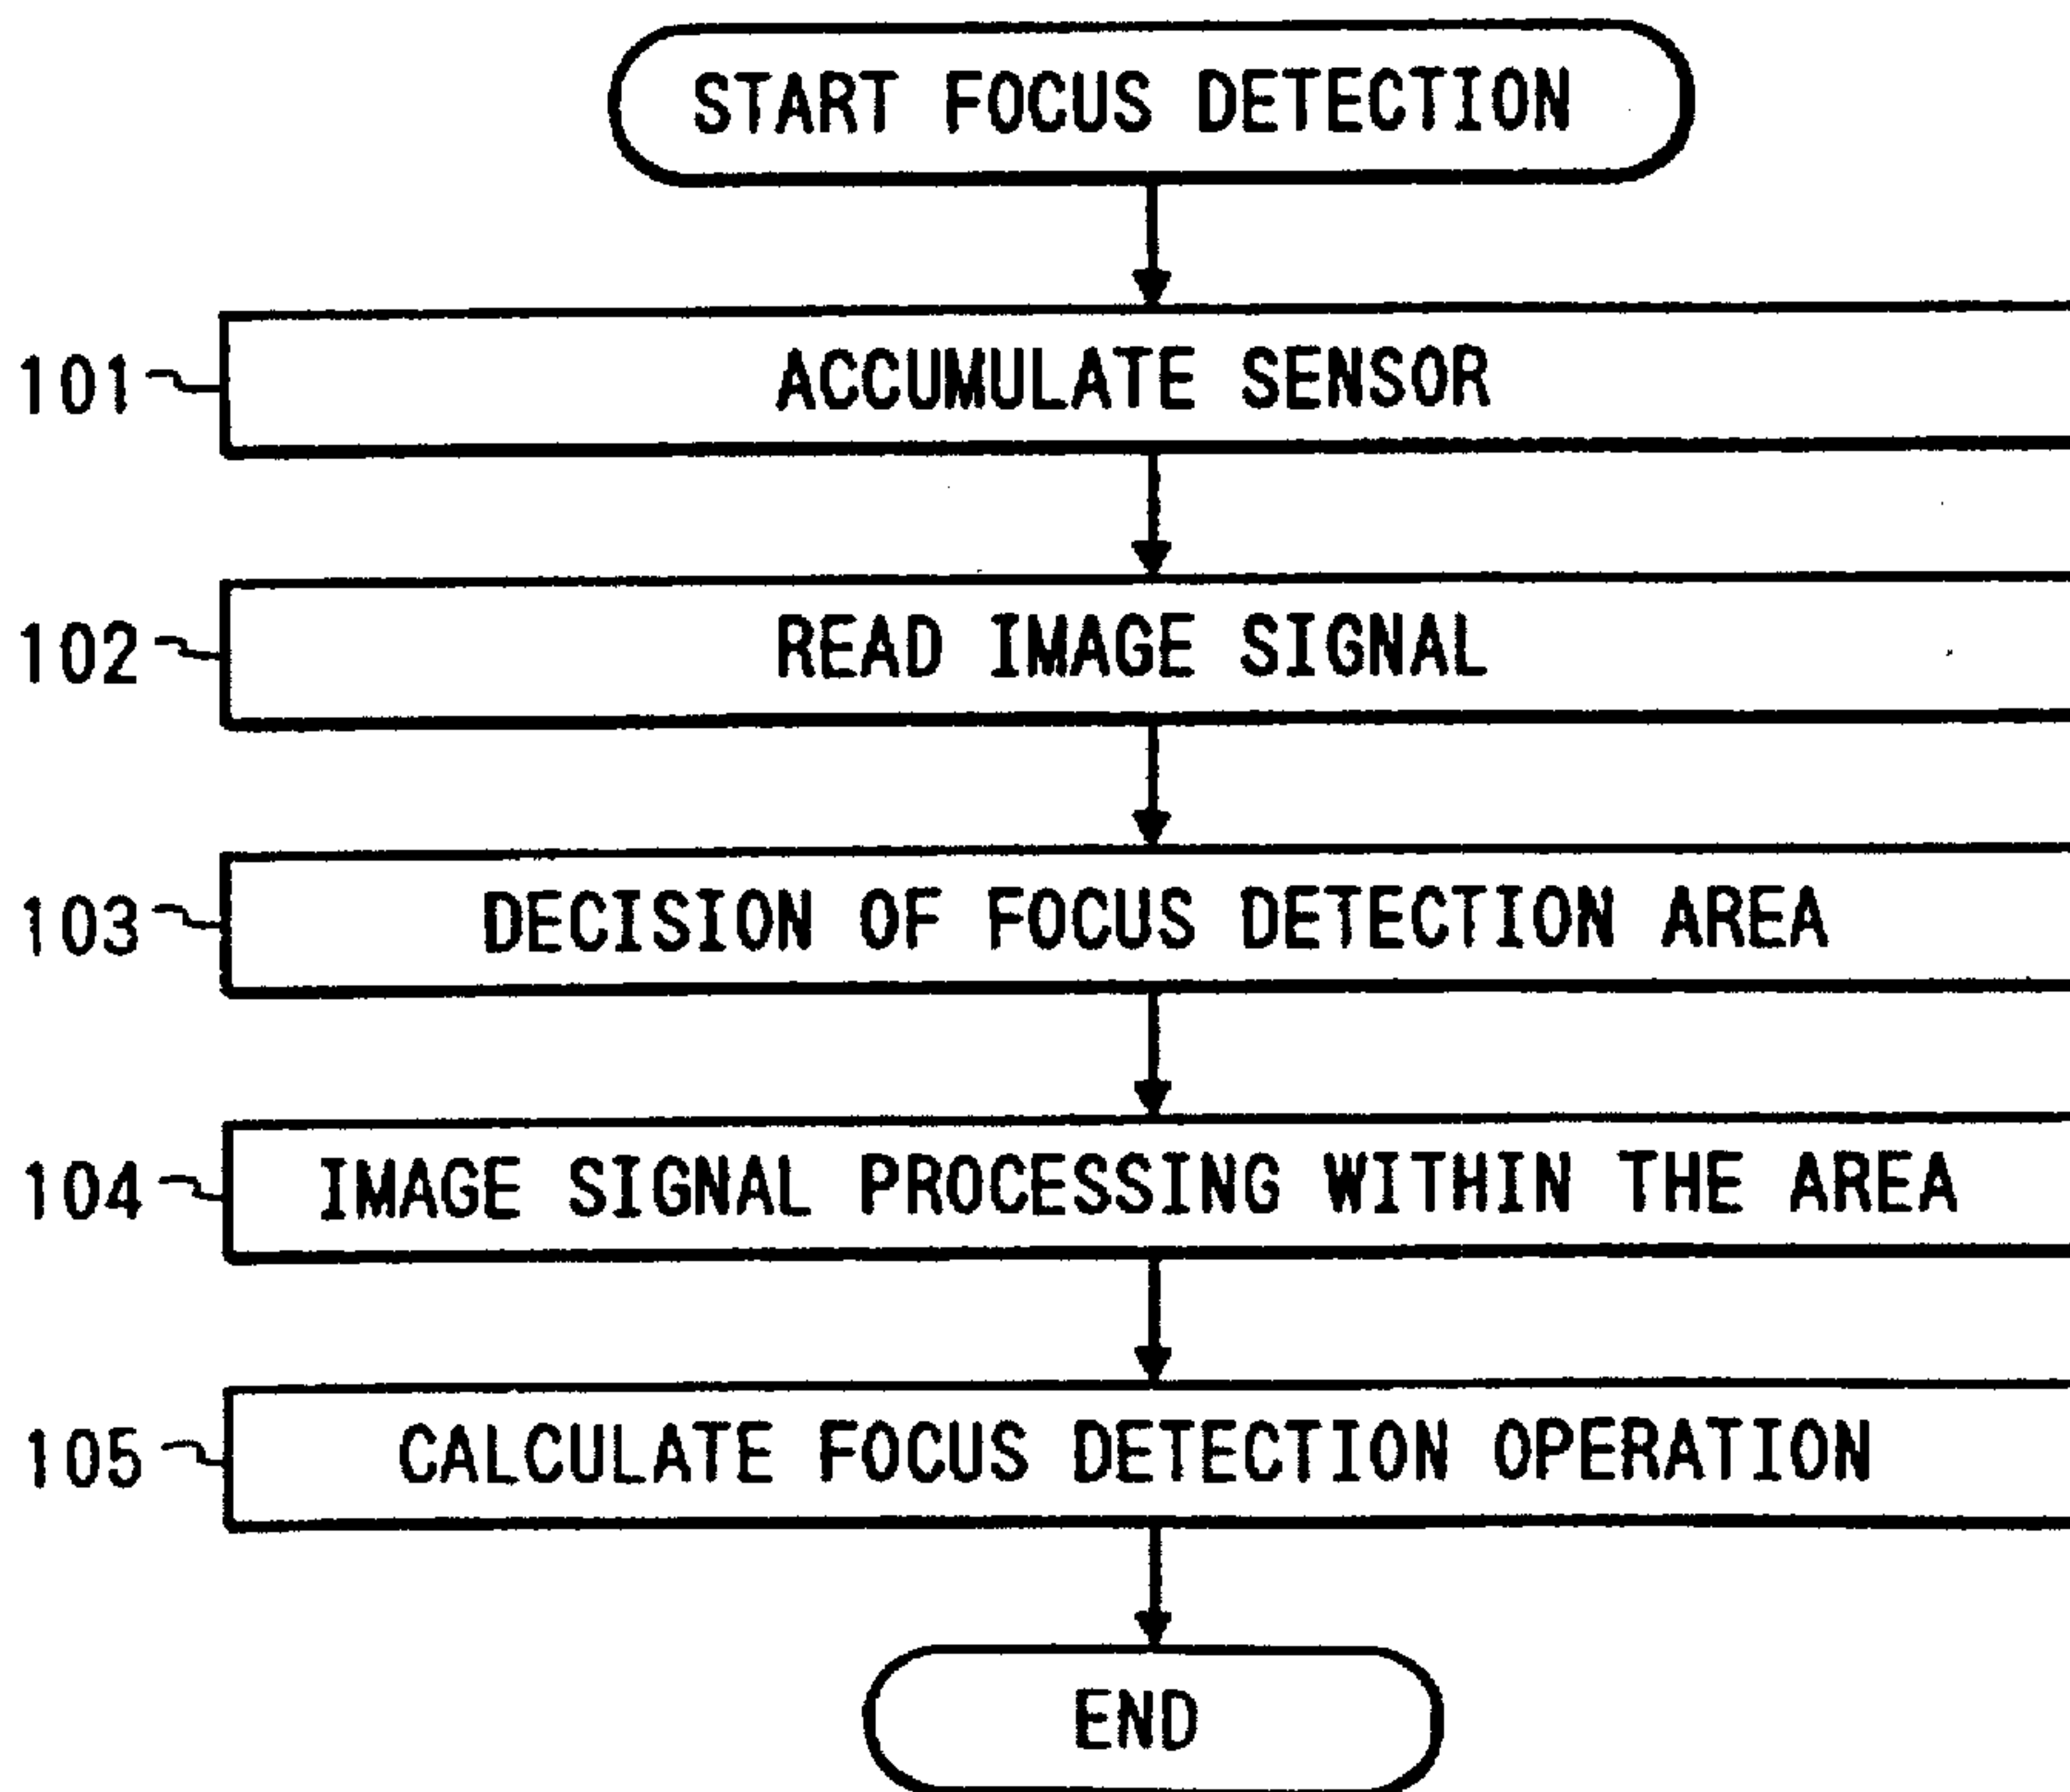 START FOCUS DETECTION
101 ACCUMULATE SENSOR
102 READ IMAGE SIGNAL
103 DECISION OF FOCUS DETECTION AREA
104 IMAGE SIGNAL PROCESSING WITHIN THE AREA
105 CALCULATE FOCUS DETECTION OPERATION
END